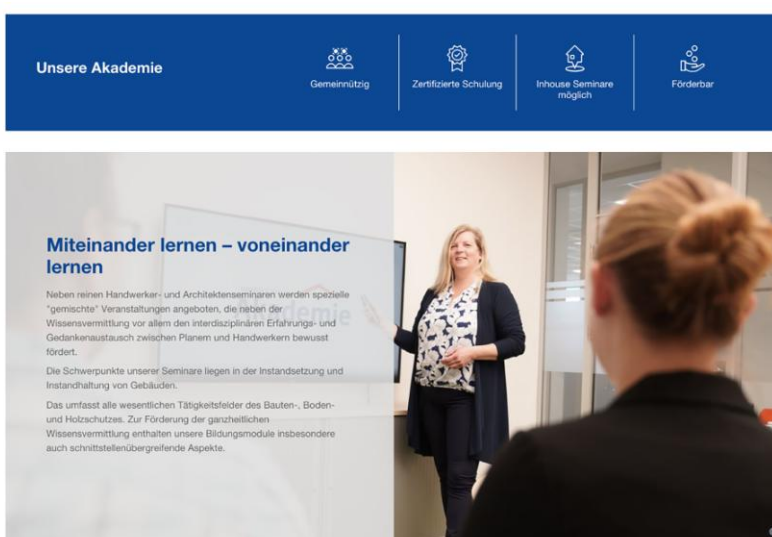 Unsere Akademie
Gemeinnützig
Zertifizierte Schulung
Inhouse Seminare
möglich
Förderbar
Miteinander lernen – voneinander
lernen
Neben reinen Handwerker- und Architektenseminaren werden spezielle
"gemischte" Veranstaltungen angeboten, die neben der
Wissensvermittlung vor allem den interdisziplinären Erfahrungs- und
Gedankenaustausch zwischen Planern und Handwerkern bewusst
fördert.
Die Schwerpunkte unserer Seminare liegen in der Instandsetzung und
Instandhaltung von Gebäuden.
Das umfasst alle wesentlichen Tätigkeitsfelder des Bauten-, Boden-
und Holzschutzes. Zur Förderung der ganzheitlichen
Wissensvermittlung enthalten unsere Bildungsmodule insbesondere
auch schnittstellenübergreifende Aspekte.
Akademie